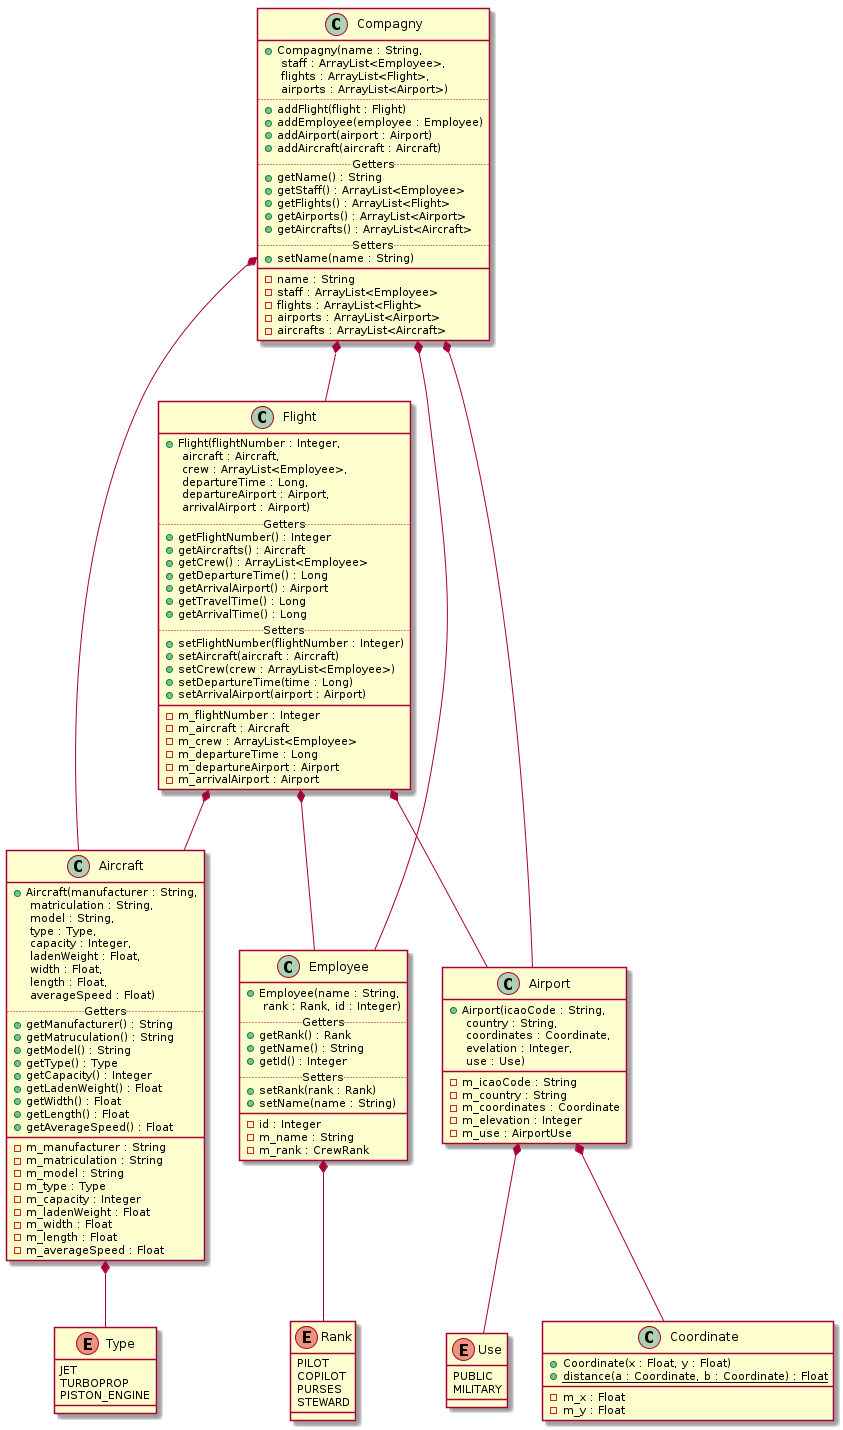 C Compagny
Compagny(name : String,
staff : ArrayList<Employee>,
flights : ArrayList<Flight>,
airports : ArrayList<Airport>)
addFlight(flight : Flight)
addEmployee(employee : Employee)
addAirport(airport : Airport)
addAircraft(aircraft : Aircraft)
Getters
getName() : String
getStaff() : ArrayList<Employee>
getFlights() : ArrayList<Flight>
getAirports() : ArrayList<Airport>
getAircrafts() : ArrayList<Aircraft>
Setters
setName(name : String)
name : String
staff : ArrayList<Employee>
flights : ArrayList<Flight>
airports : ArrayList<Airport>
aircrafts : ArrayList<Aircraft>
C Flight
Flight(flightNumber : Integer,
aircraft : Aircraft,
crew : ArrayList<Employee>,
departureTime : Long,
departureAirport : Airport,
arrivalAirport : Airport)
Getters
getFlightNumber() : Integer
getAircrafts() : Aircraft
getCrew() : ArrayList<Employee>
getDepartureTime() : Long
getArrivalAirport() : Airport
getTravelTime() : Long
getArrivalTime() : Long
Setters
setFlightNumber(flightNumber : Integer)
setAircraft(aircraft : Aircraft)
setCrew(crew : ArrayList<Employee>)
setDepartureTime(time : Long)
setArrivalAirport(airport : Airport)
m_flightNumber : Integer
m_aircraft : Aircraft
m_crew : ArrayList<Employee>
m_departureTime : Long
m_departureAirport : Airport
m_arrivalAirport : Airport
C Aircraft
Aircraft(manufacturer : String,
matriculation : String,
model : String,
type : Type,
capacity : Integer,
ladenWeight : Float,
width : Float,
length : Float,
averageSpeed : Float)
Getters
getManufacturer() : String
getMatruculation() : String
getModel() : String
getType() : Type
getCapacity() : Integer
getLadenWeight() : Float
getWidth() : Float
getLength() : Float
getAverageSpeed() : Float
m_manufacturer : String
m_matriculation : String
m_model : String
m_type : Type
m_capacity : Integer
m_ladenWeight : Float
m_width : Float
m_length : Float
m_averageSpeed : Float
C Employee
Employee(name : String,
rank : Rank, id : Integer)
Getters
getRank() : Rank
getName() : String
getId() : Integer
Setters
setRank(rank : Rank)
setName(name : String)
id : Integer
m_name : String
m_rank : CrewRank
C Airport
Airport(icaoCode : String,
country : String,
coordinates : Coordinate,
evelation : Integer,
use : Use)
m_icaoCode : String
m_country : String
m_coordinates : Coordinate
m_elevation : Integer
m_use : AirportUse
E Type
JET
TURBOPROP
PISTON_ENGINE
E Rank
PILOT
COPILOT
PURSES
STEWARD
E Use
PUBLIC
MILITARY
C Coordinate
Coordinate(x : Float, y : Float)
distance(a : Coordinate, b : Coordinate) : Float
m_x : Float
m_y : Float